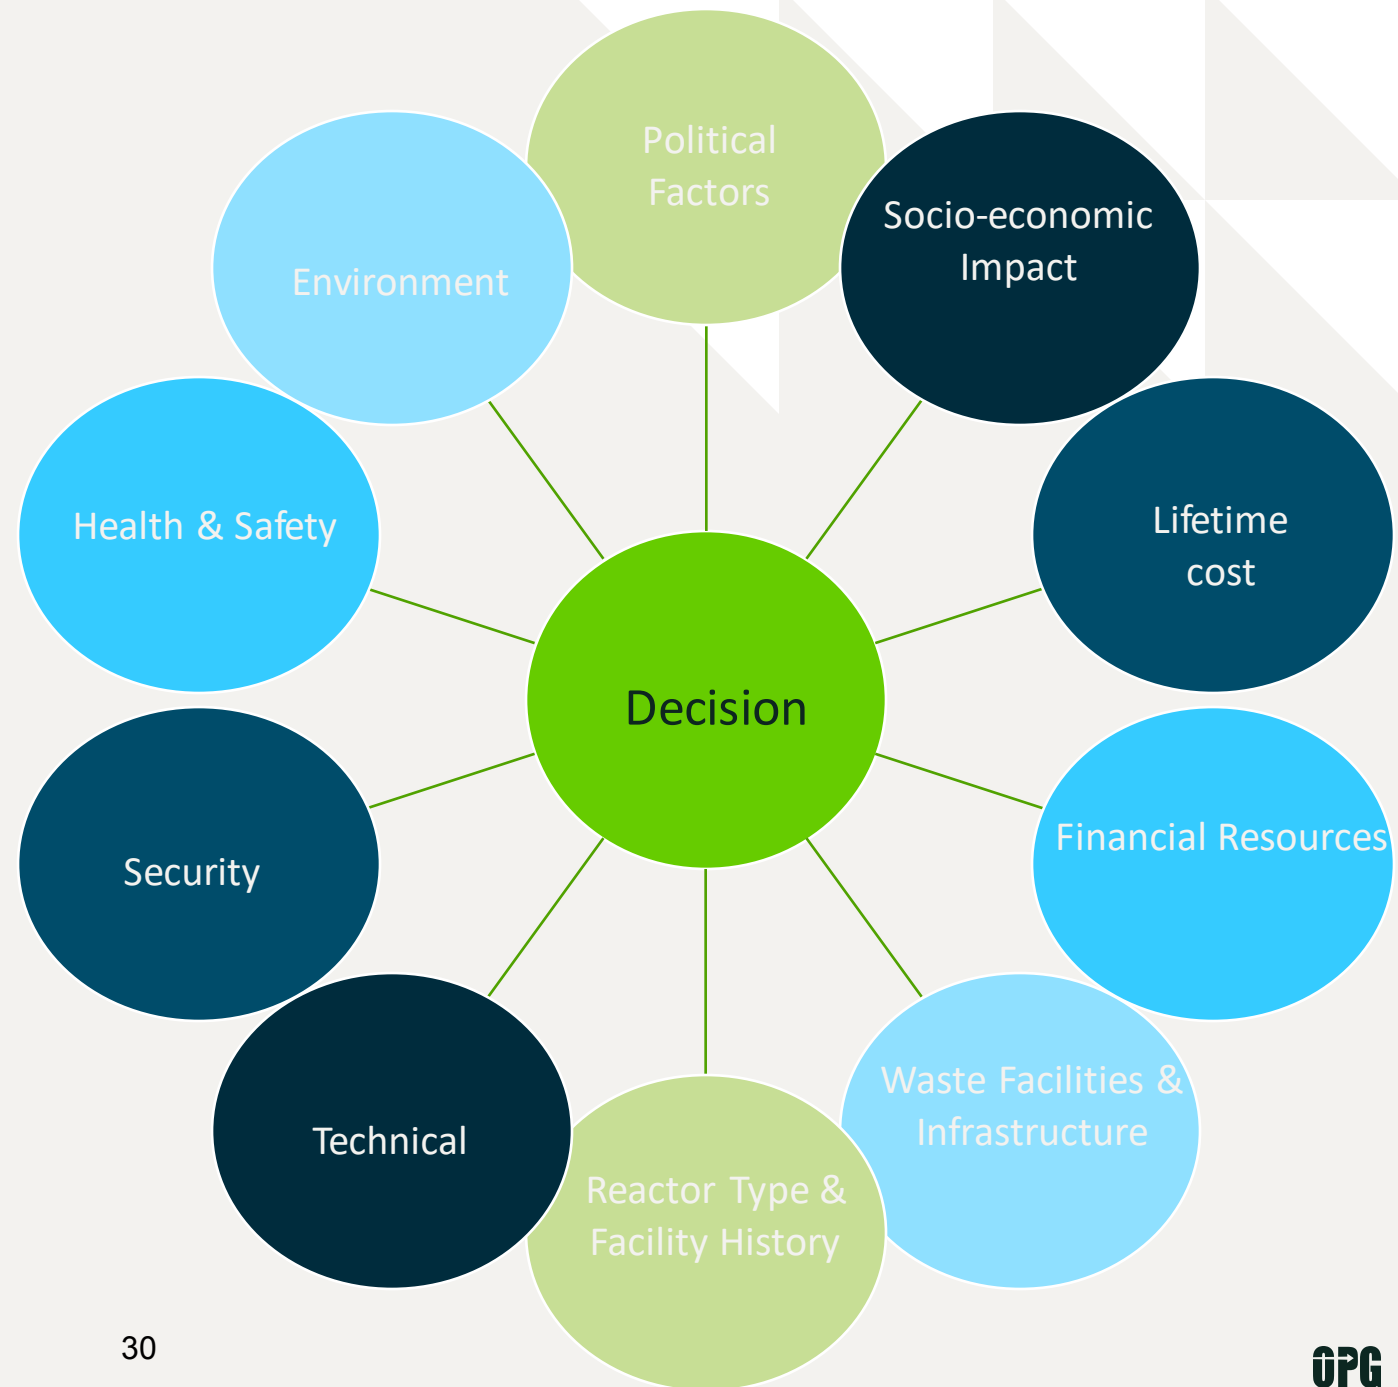 Political
Factors
Socio-economic
Impact
Environment
Lifetime
cost
Health & Safety
Decision
Financial Resources
Security
Waste Facilities &
Infrastructure
Technical
Reactor Type &
Facility History
30
OPG